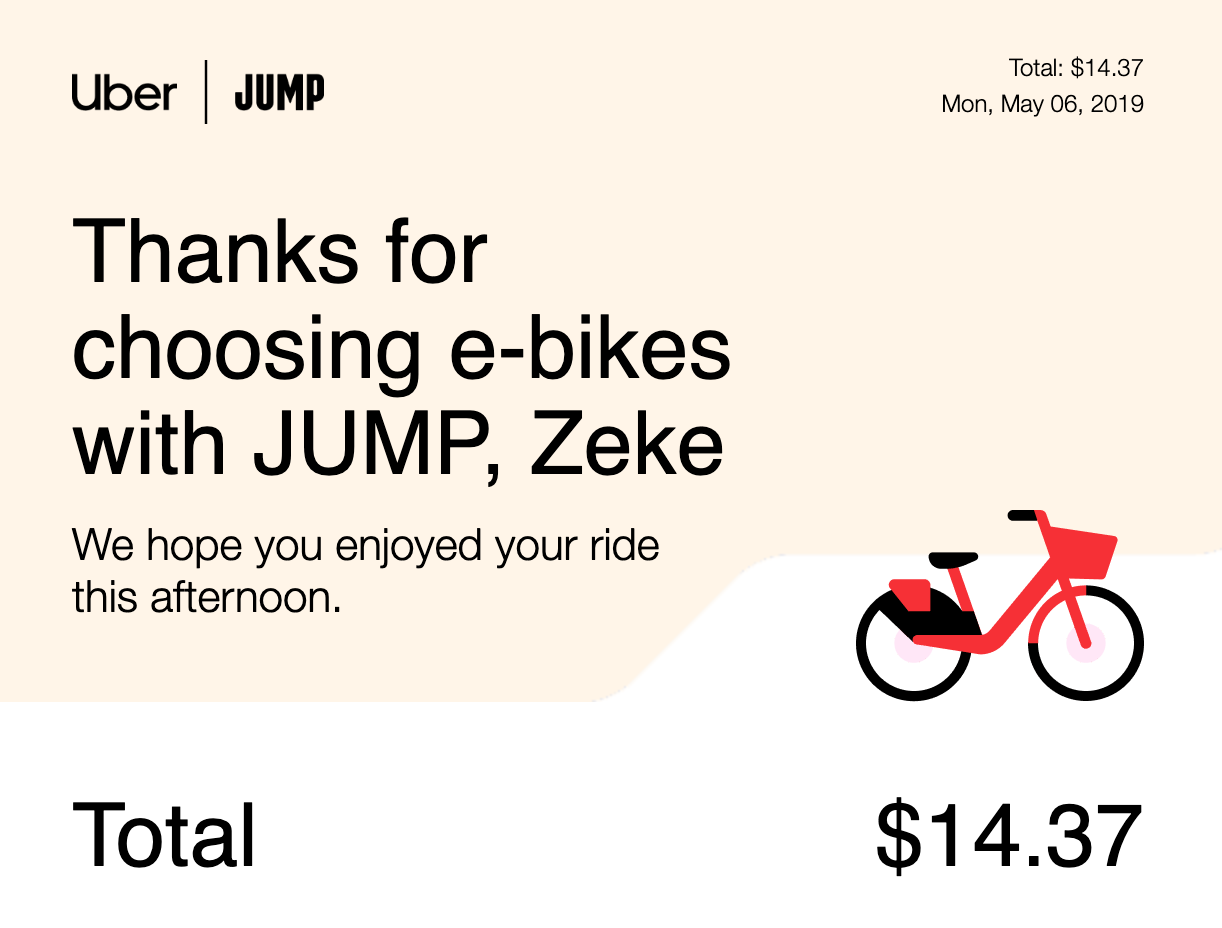 Uber | JUMP
Total: $14.37
Mon, May 06, 2019
Thanks for
choosing e-bikes
with JUMP, Zeke
We hope you enjoyed your ride
this afternoon.
Total $14.37